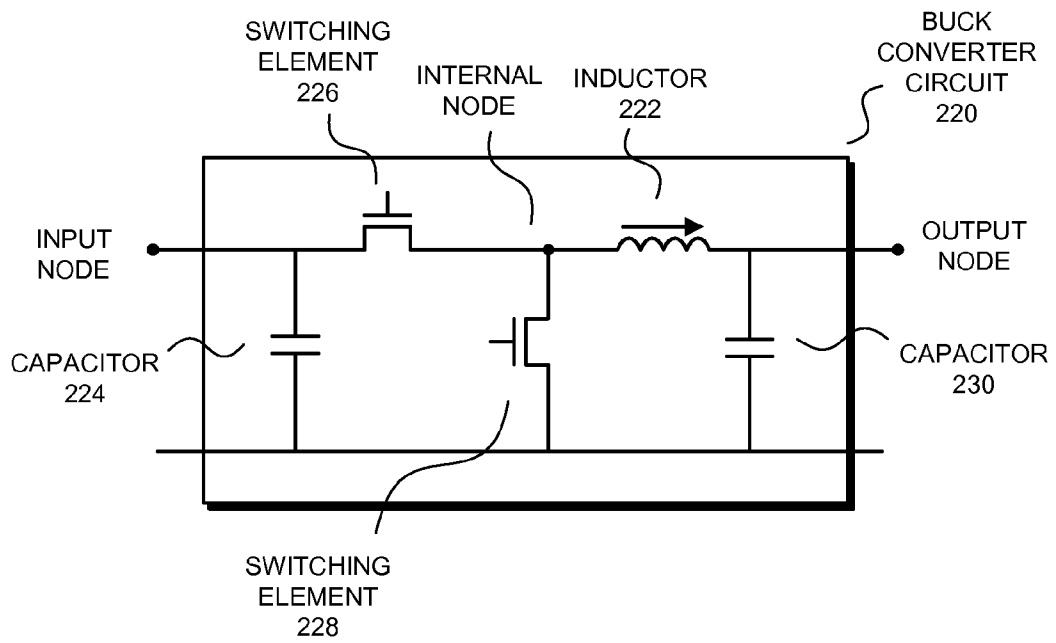 SWITCHING
ELEMENT
226
INTERNAL
NODE
INDUCTOR
222
BUCK
CONVERTER
CIRCUIT
220
INPUT
NODE
OUTPUT
NODE
CAPACITOR
224
CAPACITOR
230
SWITCHING
ELEMENT
228